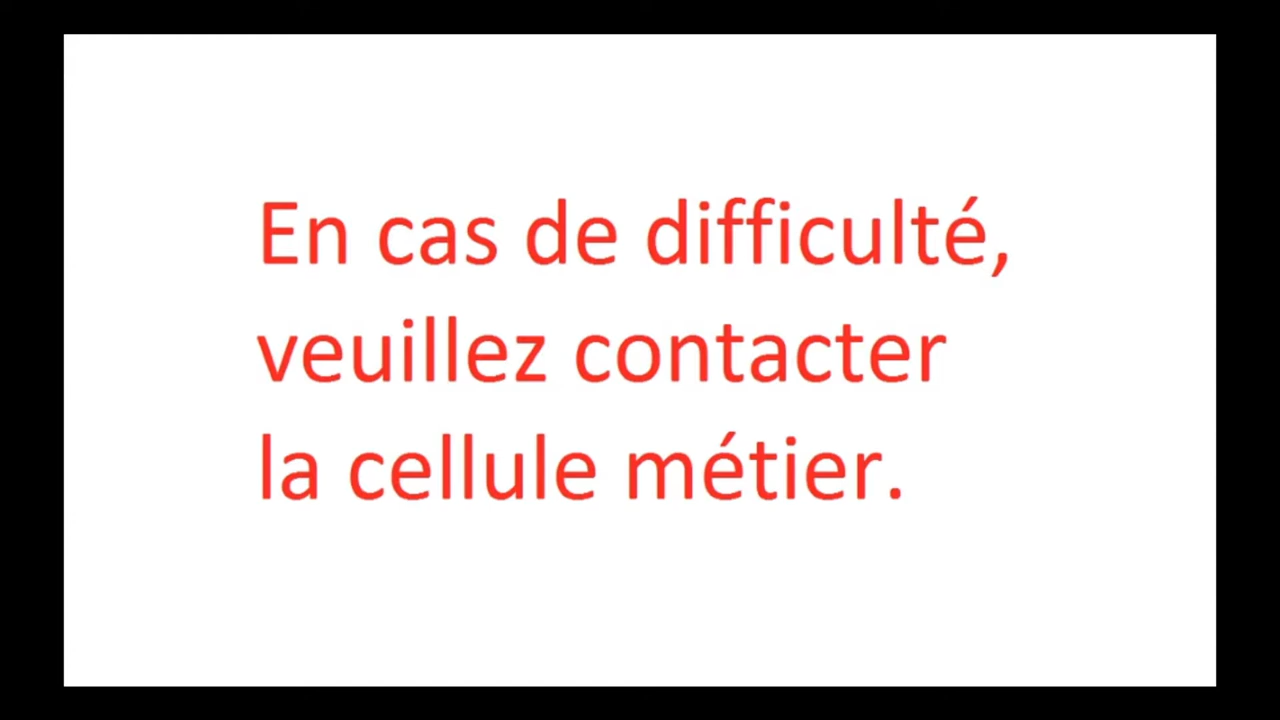 En cas de difficulté,
veuillez contacter
la cellule métier.